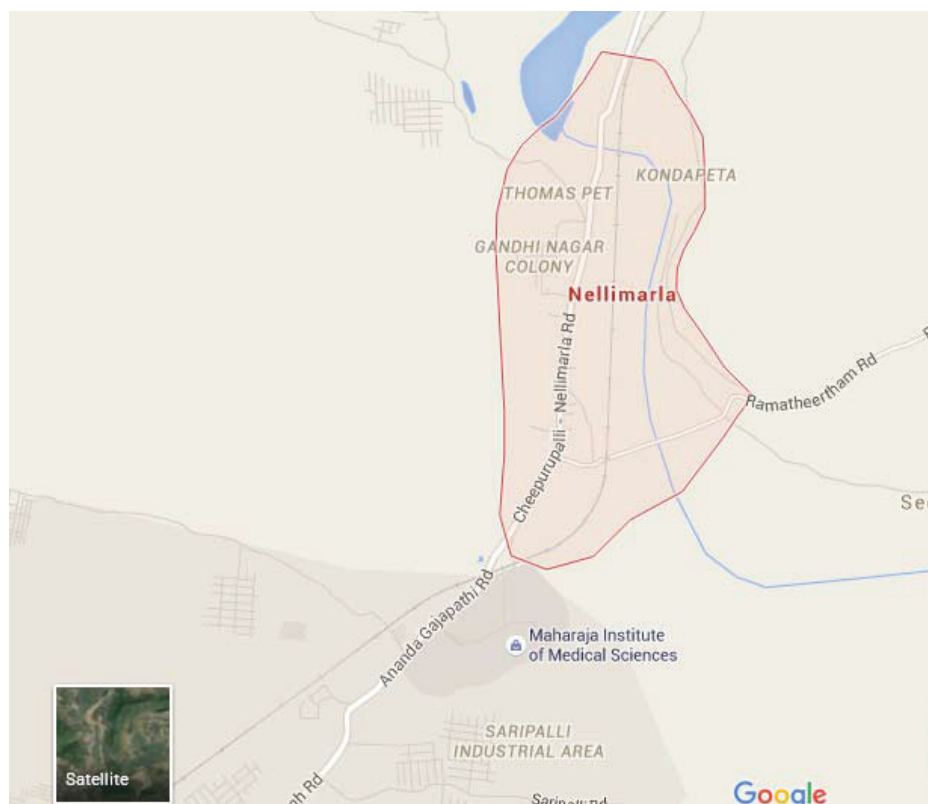 KONDAPETA
THOMAS PET
GANDHI NAGAR
COLONY
Nellimarla
Cheepurupalli - Nellimarla Rd
Ramatheertham Rd
Ananda Gajapathi Rd
Maharaja Institute
of Medical Sciences
SARIPALLI
INDUSTRIAL AREA
Satellite
Google